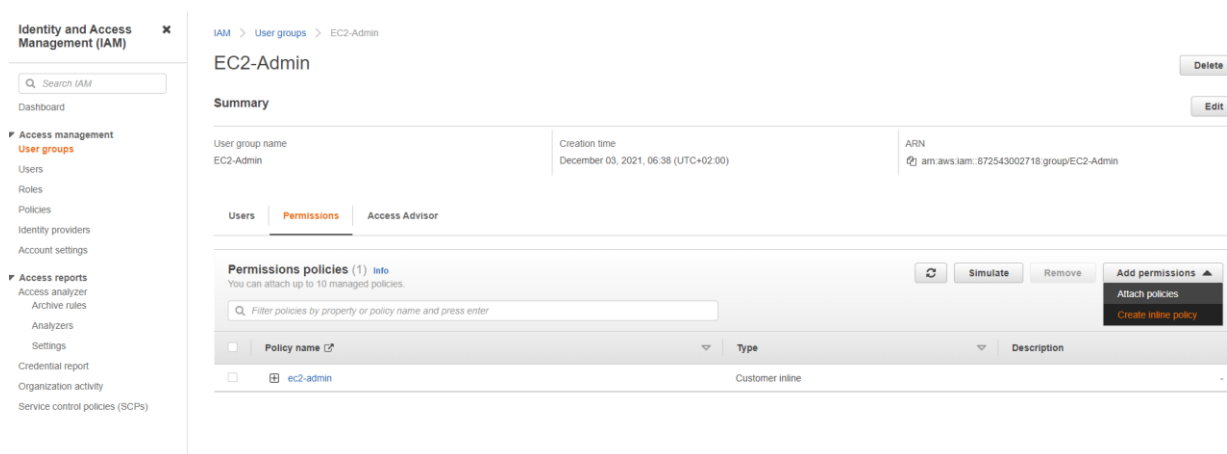 Identity and Access
Management (IAM)
Search IAM
Dashboard
Access management
User groups
Users
Roles
Policies
Identity providers
Account settings
Access reports
Access analyzer
Archive rules
Analyzers
Settings
Credential report
Organization activity
Service control policies (SCPs)
IAM > User groups > EC2-Admin
EC2-Admin
Delete
Summary
Edit
User group name
EC2-Admin
Creation time
December 03, 2021, 06:38 (UTC+02:00)
ARN
arn:aws:iam::872543002718:group/EC2-Admin
Users Permissions Access Advisor
Permissions policies (1) Info
You can attach up to 10 managed policies.
Simulate Remove Add permissions
Attach policies
Create inline policy
Filter policies by property or policy name and press enter
Policy name Type Description
ec2-admin Customer inline -